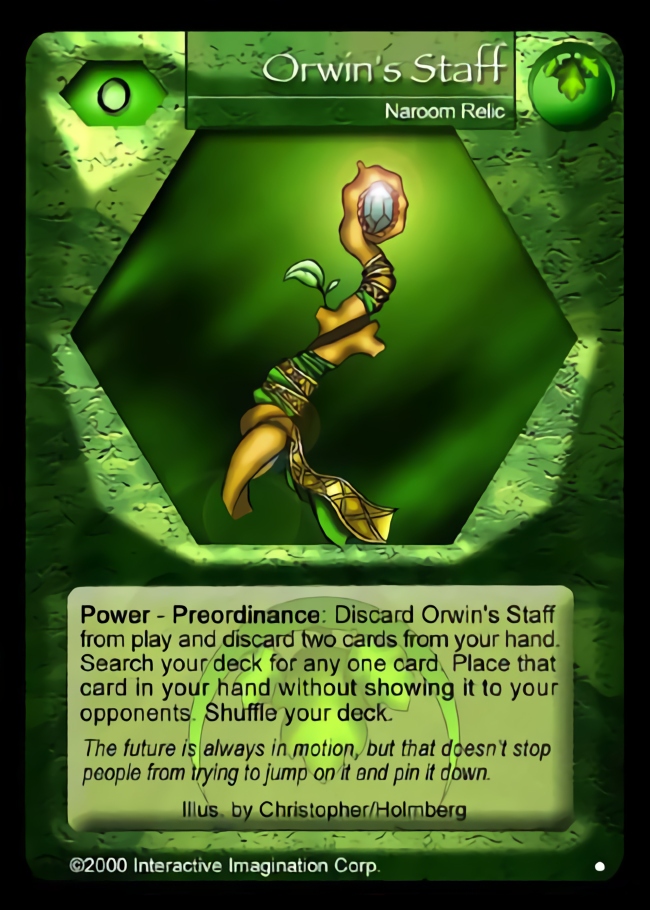 0
Orwin's Staff
Naroom Relic
Power - Preordinance: Discard Orwin's Staff
from play and discard two cards from your hand.
Search your deck for any one card. Place that
card in your hand without showing it to your
opponents. Shuffle your deck.
The future is always in motion, but that doesn't stop
people from trying to jump on it and pin it down.
Illus. by Christopher/Holmberg
©2000 Interactive Imagination Corp.